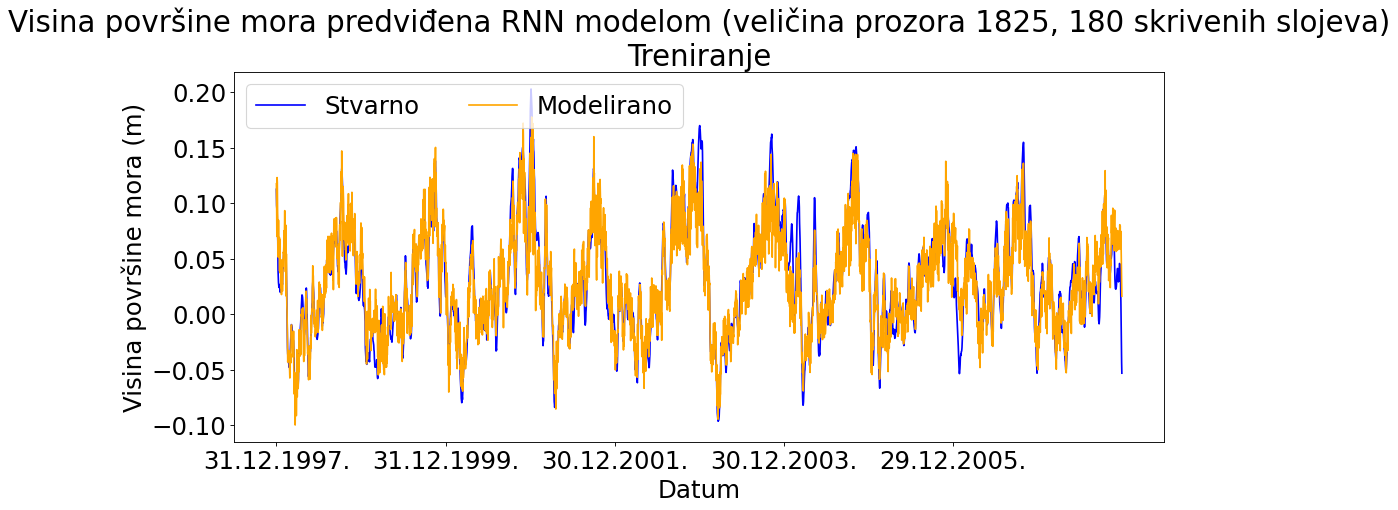 Visina površine mora predviđena RNN modelom (veličina prozora 1825, 180 skrivenih slojeva)
Treniranje
Stvarno
Modelirano
Visina površine mora (m)
0.20
0.15
0.10
0.05
0.00
−0.05
−0.10
31.12.1997. 31.12.1999. 30.12.2001. 30.12.2003. 29.12.2005.
Datum